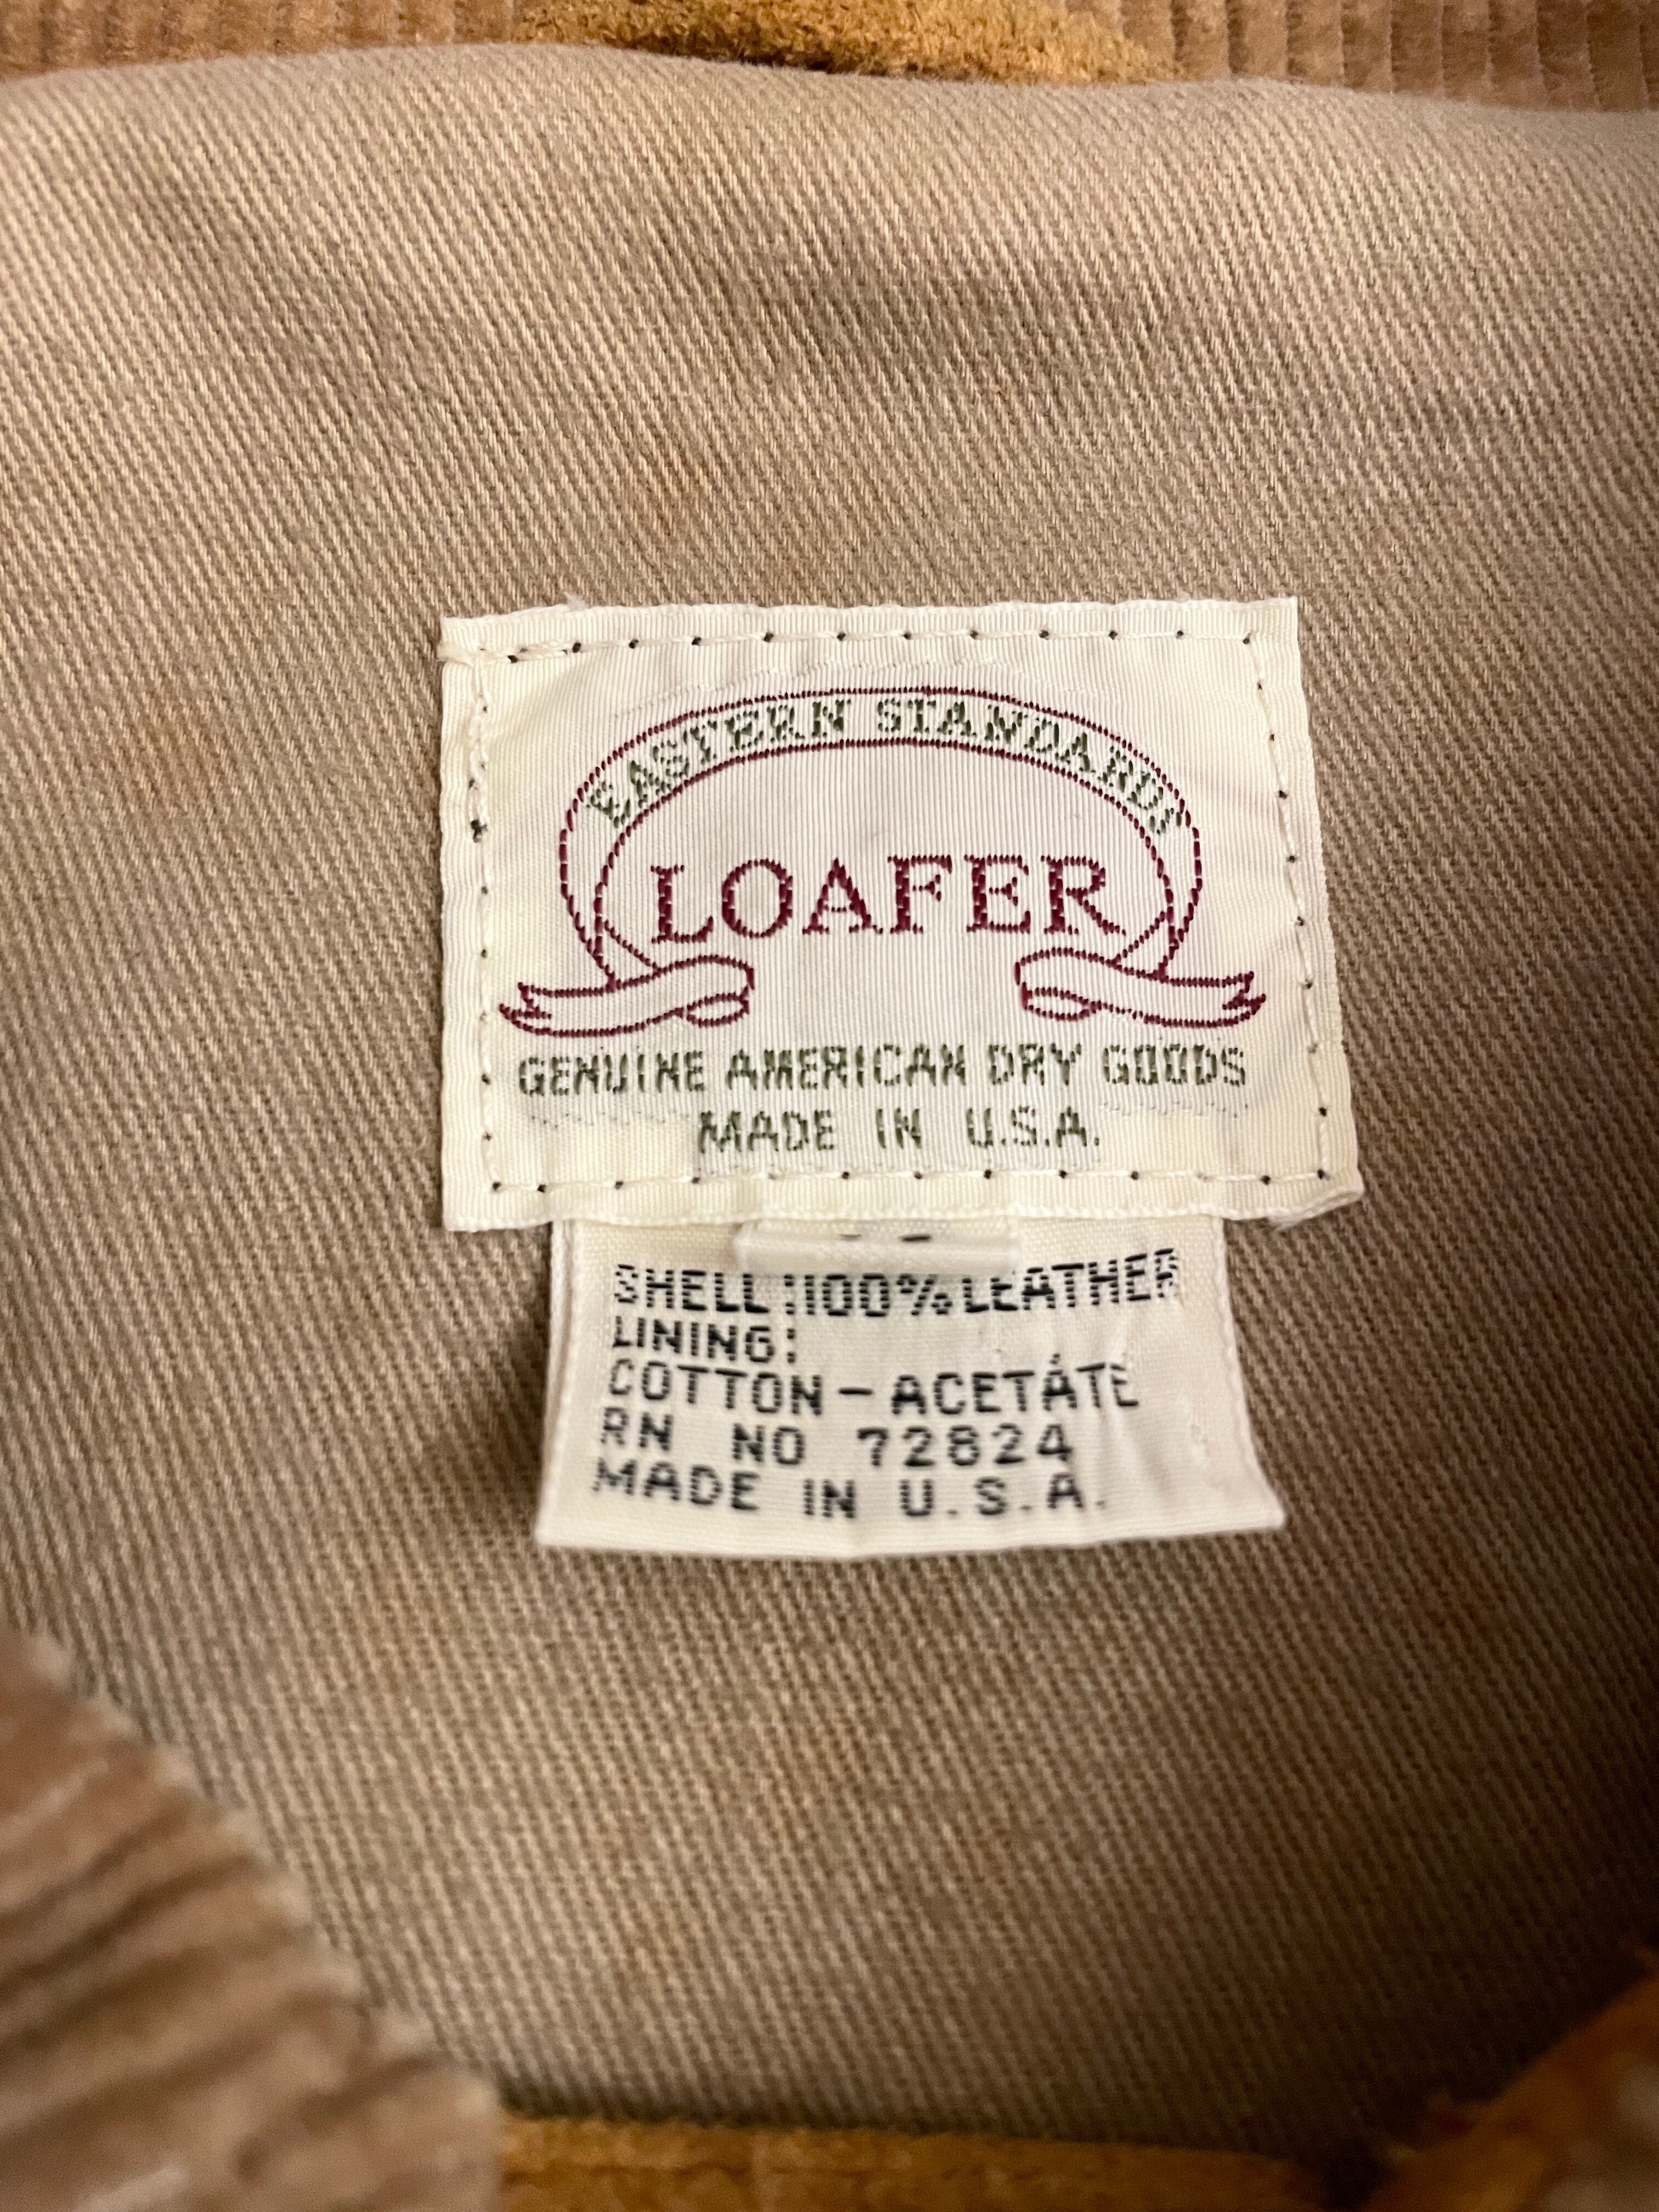 EASTERN STANDARDS
LOAFER
GENUINE AMERICAN DRY GOODS
MADE IN U.S.A.
SHELL:100% LEATHER
LINING:
COTTON - ACETATE
RN NO 72824
MADE IN U.S.A.